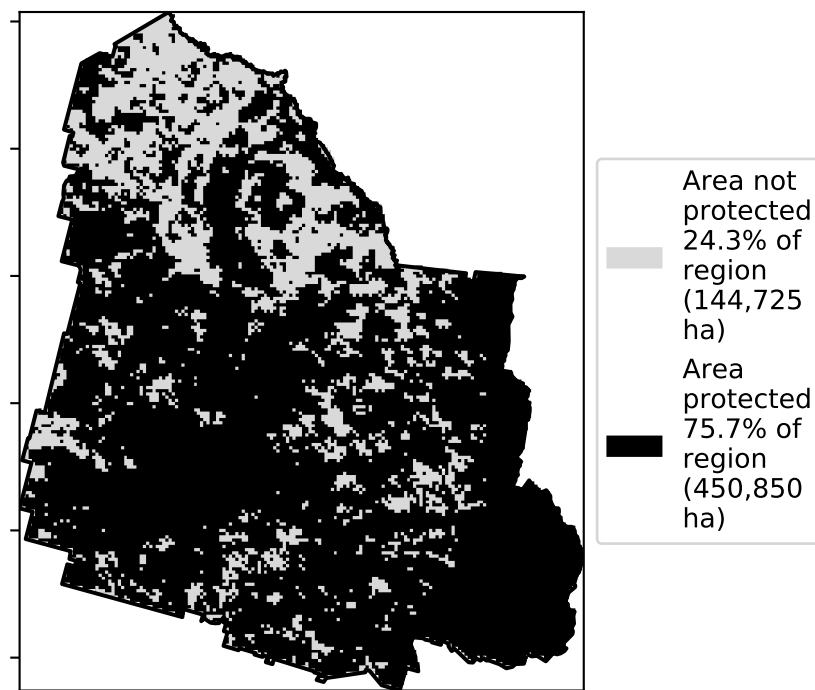 Area not
protected
24.3% of
region
(144,725
ha)
Area
protected
75.7% of
region
(450,850
ha)